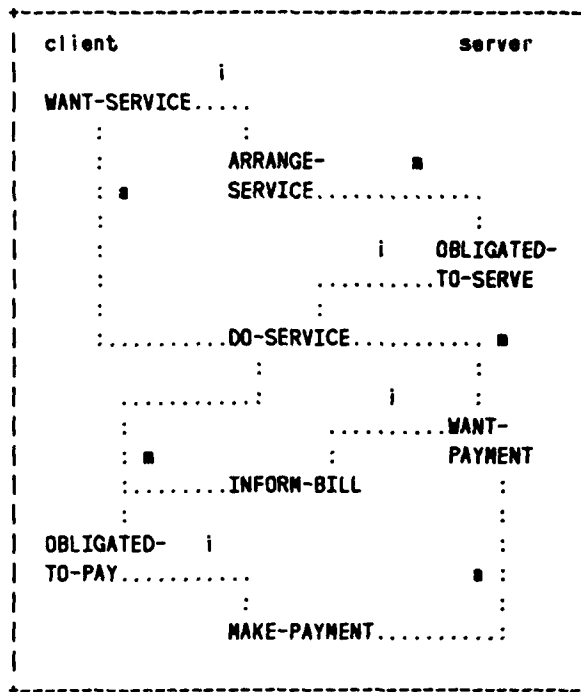 client server
i
WANT-SERVICE.....
: :
: ARRANGE- m
: a SERVICE..............
: :
: i OBLIGATED-
: ..........TO-SERVE
: :
:..........DO-SERVICE........... m
: :
...........: i :
: ..........WANT-
: m : PAYMENT
:........INFORM-BILL :
: :
OBLIGATED- i :
TO-PAY........... a :
: :
MAKE-PAYMENT..........: